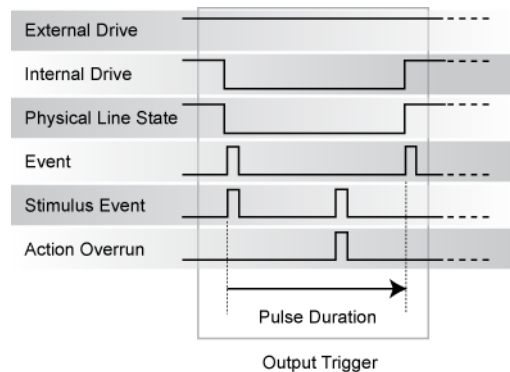 External Drive
Internal Drive
Physical Line State
Event
Stimulus Event
Action Overrun
Pulse Duration
Output Trigger